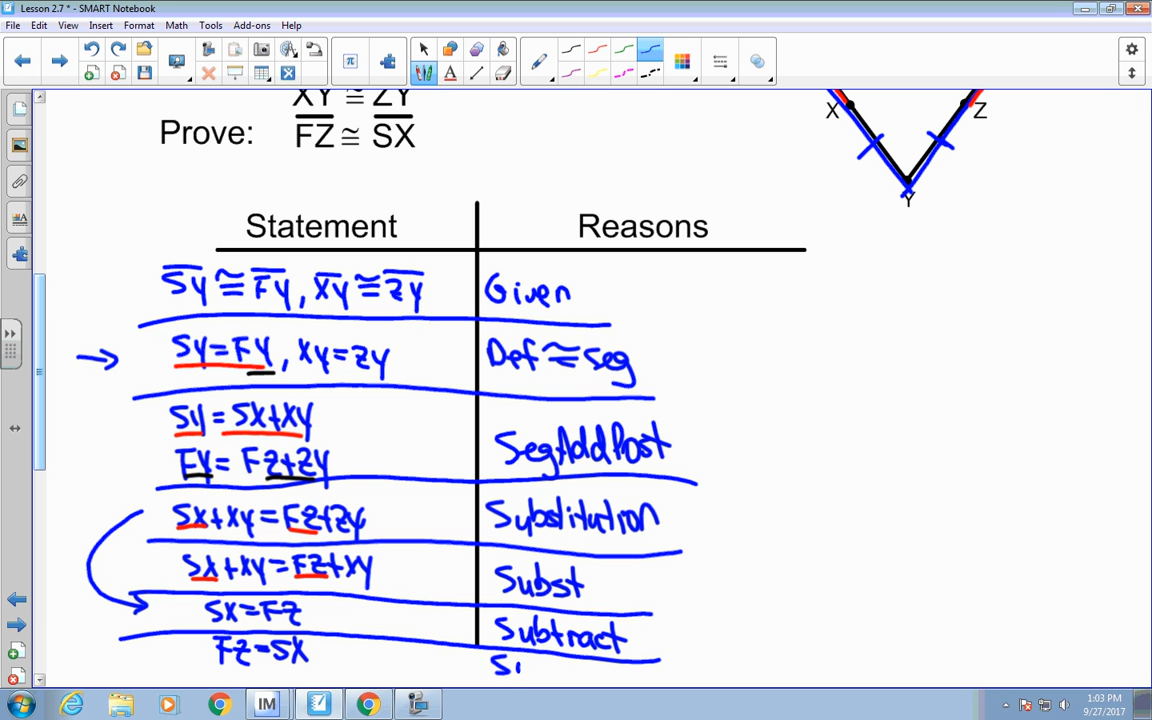 Lesson 2.7 * - SMART Notebook
File Edit View Insert Format Math Tools Add-ons Help
XY ≅ ZY
Prove: FZ ≅ SX
X Z
Y
Statement Reasons
SY ≅ FY, XY ≅ ZY Given
SY = FY, XY = ZY Def ≅ seg
SY = SX+XY
FY = FZ+ZY Seg Add Post
SX+XY = FZ+ZY Substitution
SX+XY = FZ+XY Subst
SX = FZ Subtract
FZ = SX
IM
1:03 PM
9/27/2017